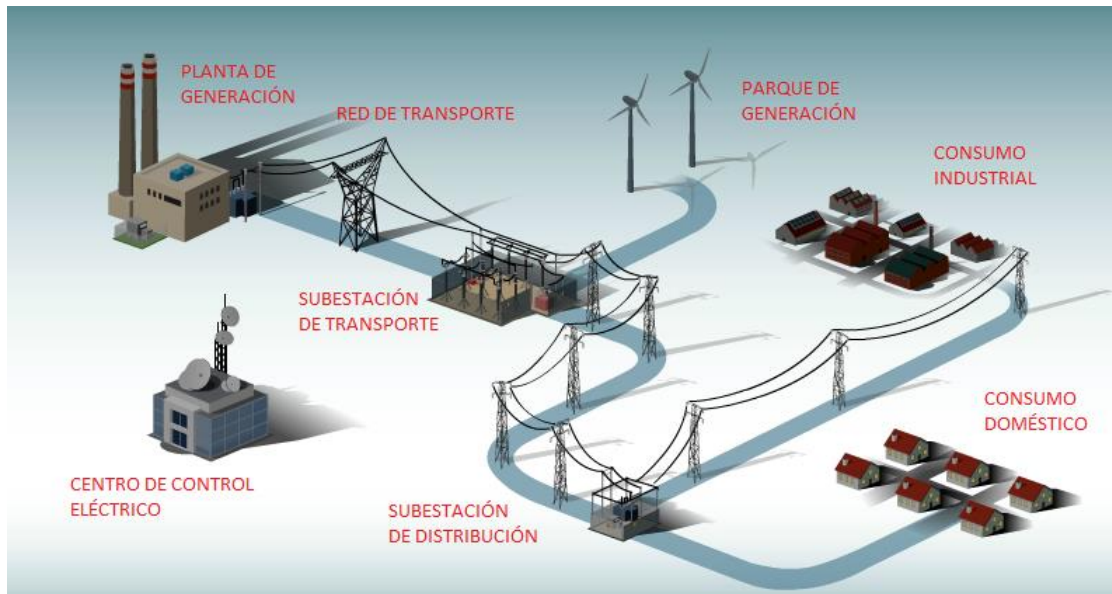 PLANTA DE
GENERACIÓN
RED DE TRANSPORTE
PARQUE DE
GENERACIÓN
CONSUMO
INDUSTRIAL
SUBESTACIÓN
DE TRANSPORTE
CONSUMO
DOMÉSTICO
CENTRO DE CONTROL
ELÉCTRICO
SUBESTACIÓN
DE DISTRIBUCIÓN